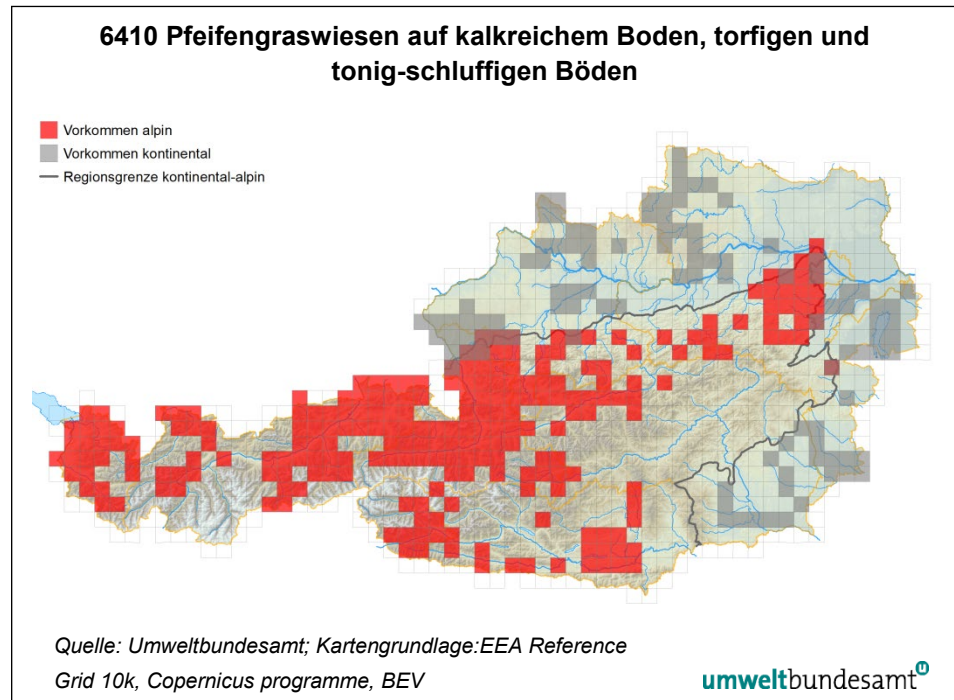 6410 Pfeifengraswiesen auf kalkreichem Boden, torfigen und
tonig-schluffigen Böden
Vorkommen alpin
Vorkommen kontinental
Regionsgrenze kontinental-alpin
Quelle: Umweltbundesamt; Kartengrundlage:EEA Reference
Grid 10k, Copernicus programme, BEV
umweltbundesamt
u